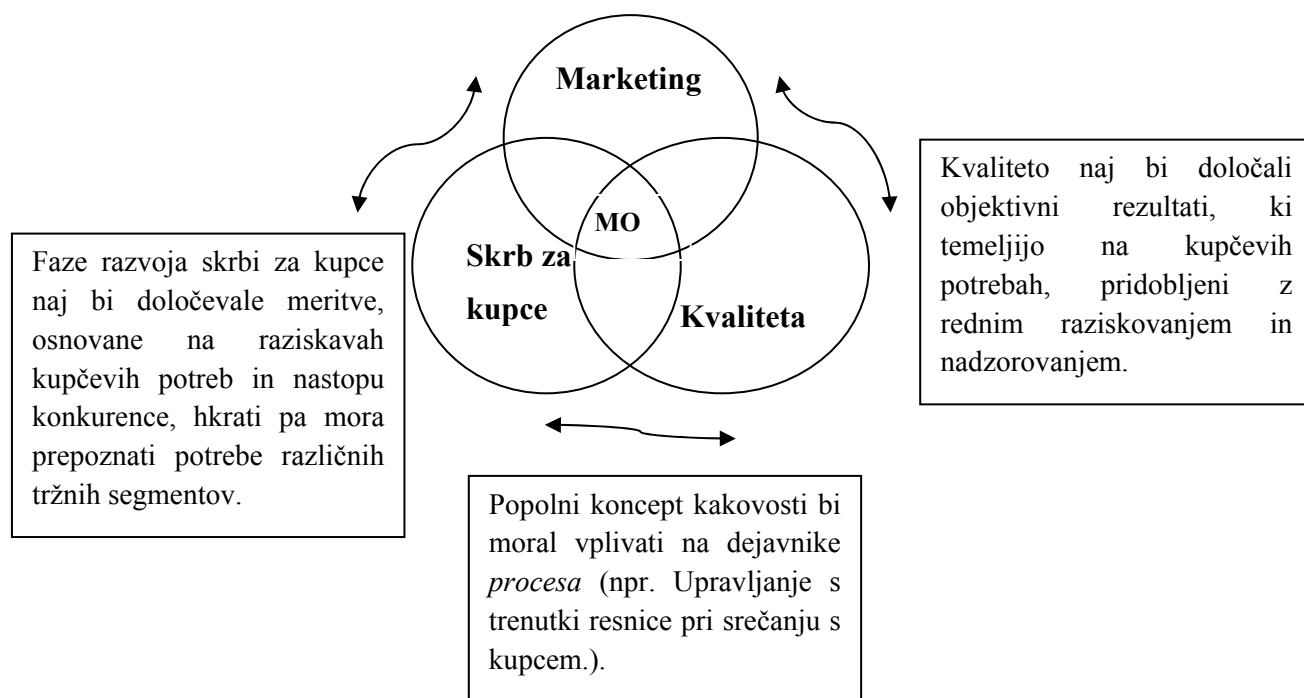 Marketing
MO
Skrb za
kupce
Kvaliteta
Kvaliteto naj bi določali
objektivni rezultati, ki
temeljijo na kupčevih
potrebah, pridobljeni z
rednim raziskovanjem in
nadzorovanjem.
Faze razvoja skrbi za kupce
naj bi določevale meritve,
osnovane na raziskavah
kupčevih potreb in nastopu
konkurence, hkrati pa mora
prepoznati potrebe različnih
tržnih segmentov.
Popolni koncept kakovosti bi
moral vplivati na dejavnike
procesa (npr. Upravljanje s
trenutki resnice pri srečanju s
kupcem.).